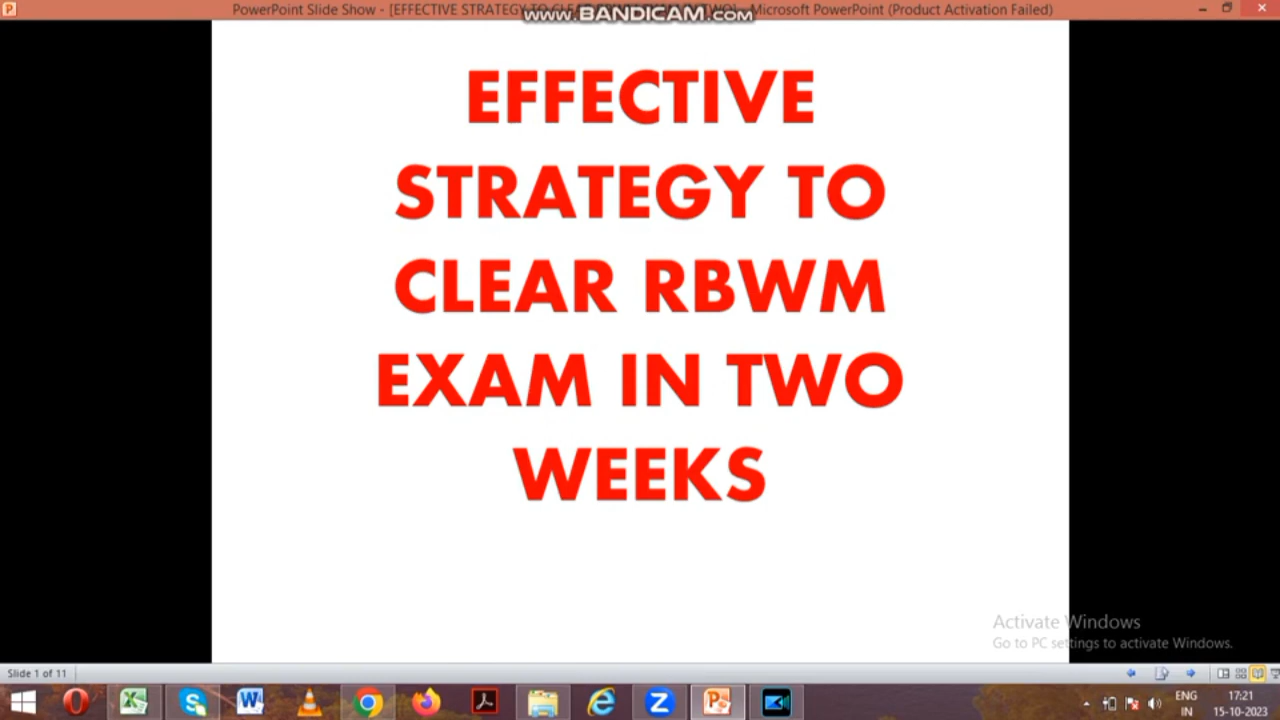 PowerPoint Slide Show - [EFFECTIVE STRATEGY TO CLEAR - Microsoft PowerPoint (Product Activation Failed)
www.BANDICAM.com
EFFECTIVE
STRATEGY TO
CLEAR RBWM
EXAM IN TWO
WEEKS
Activate Windows
Go to PC settings to activate Windows.
Slide 1 of 11
ENG 17:21
IN 15-10-2023